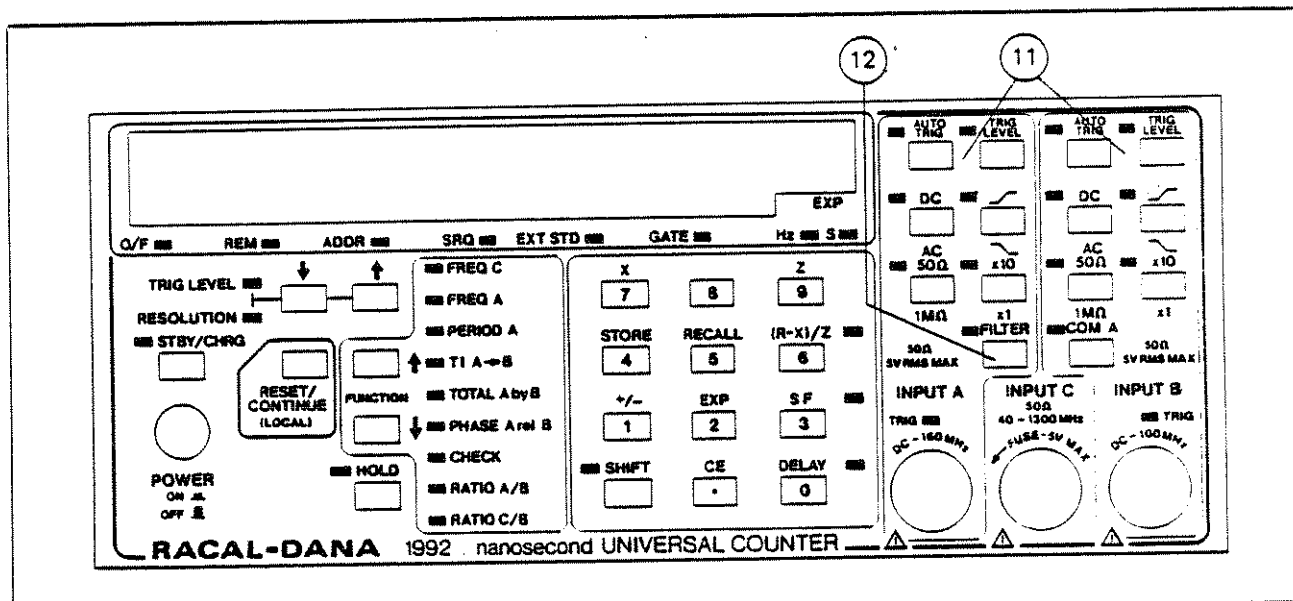 12
11
AUTO TRIG
TRIG LEVEL
AUTO TRIG
TRIG LEVEL
DC
DC
AC
50Ω
x10
AC
50Ω
x10
1MΩ
x1
1MΩ
x1
FILTER
COM A
50Ω
5V RMS MAX
50Ω
5V RMS MAX
EXP
O/F
REM
ADDR
SRQ
EXT STD
GATE
Hz
S
TRIG LEVEL
RESOLUTION
STBY/CHRG
RESET/
CONTINUE
(LOCAL)
FUNCTION
POWER
ON
OFF
HOLD
FREQ C
FREQ A
PERIOD A
TI A→B
TOTAL A by B
PHASE A rel B
CHECK
RATIO A/B
RATIO C/B
X
Z
7
8
9
STORE
RECALL
(R-X)/Z
4
5
6
+/-
EXP
SF
1
2
3
SHIFT
CE
DELAY
.
0
INPUT A
TRIG
DC - 160 MHz
INPUT C
50Ω
40 - 1300 MHz
FUSE - 5V MAX
INPUT B
TRIG
DC - 100 MHz
RACAL-DANA 1992 nanosecond UNIVERSAL COUNTER